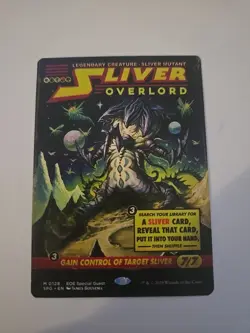 LEGENDARY CREATURE - SLIVER MUTANT
SLIVER
OVERLORD
3
SEARCH YOUR LIBRARY FOR
A SLIVER CARD,
REVEAL THAT CARD,
PUT IT INTO YOUR HAND,
THEN SHUFFLE
3
GAIN CONTROL OF TARGET SLIVER
7/7
EN